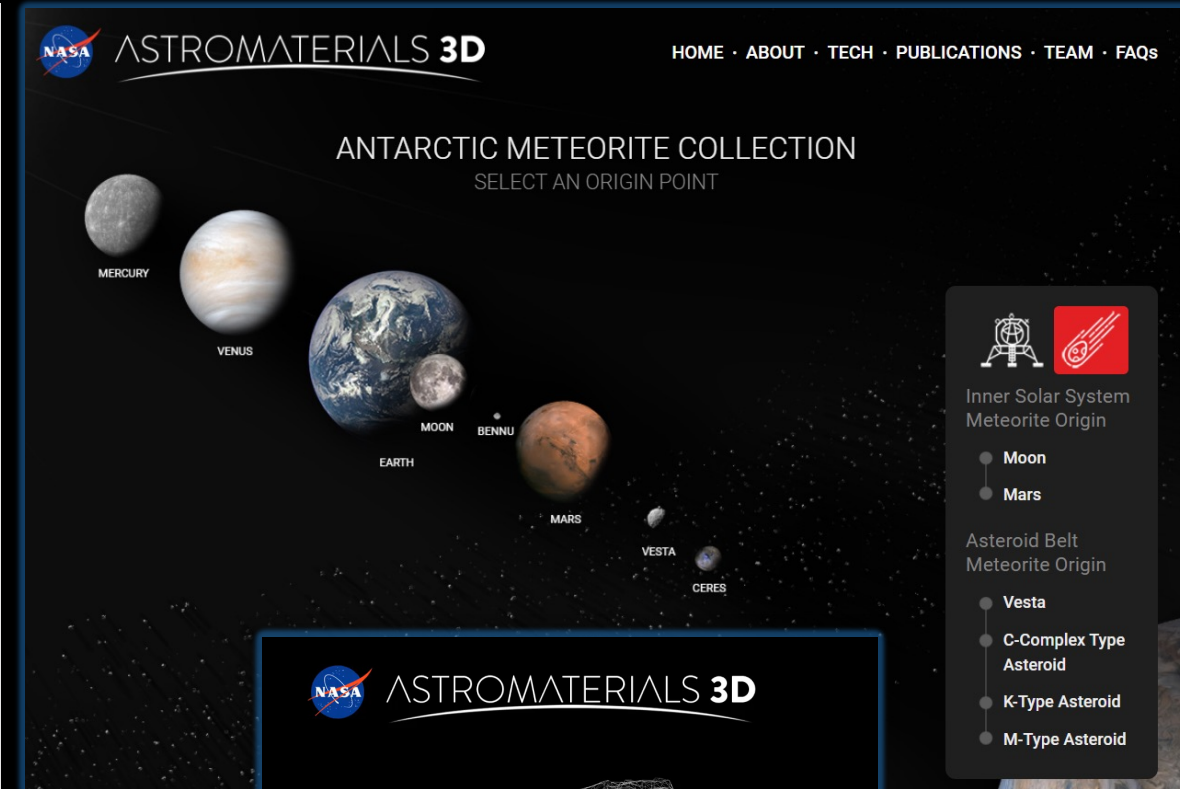 NASA ASTROMATERIALS 3D
HOME · ABOUT · TECH · PUBLICATIONS · TEAM · FAQs
ANTARCTIC METEORITE COLLECTION
SELECT AN ORIGIN POINT
MERCURY
VENUS
MOON
BENNU
EARTH
MARS
VESTA
CERES
Inner Solar System
Meteorite Origin
Moon
Mars
Asteroid Belt
Meteorite Origin
Vesta
C-Complex Type
Asteroid
K-Type Asteroid
M-Type Asteroid
NASA ASTROMATERIALS 3D